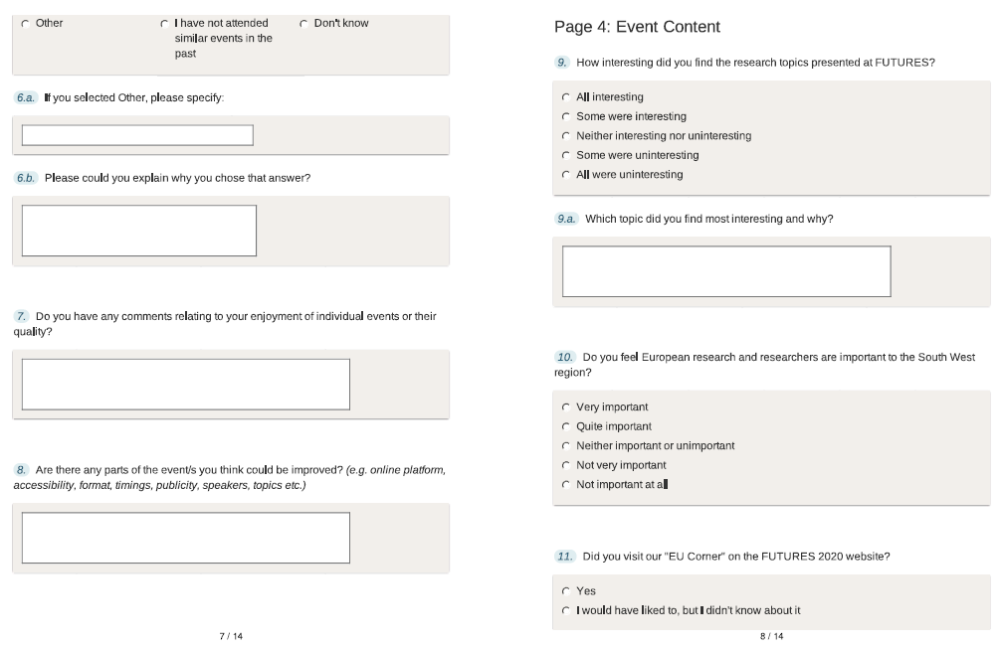 Other
I have not attended
similar events in the
past
Don't know
6.a. If you selected Other, please specify:
6.b. Please could you explain why you chose that answer?
7. Do you have any comments relating to your enjoyment of individual events or their
quality?
8. Are there any parts of the event/s you think could be improved? (e.g. online platform,
accessibility, format, timings, publicity, speakers, topics etc.)
7 / 14
Page 4: Event Content
9. How interesting did you find the research topics presented at FUTURES?
All interesting
Some were interesting
Neither interesting nor uninteresting
Some were uninteresting
All were uninteresting
9.a. Which topic did you find most interesting and why?
10. Do you feel European research and researchers are important to the South West
region?
Very important
Quite important
Neither important or unimportant
Not very important
Not important at all
11. Did you visit our "EU Corner" on the FUTURES 2020 website?
Yes
I would have liked to, but I didn't know about it
8 / 14